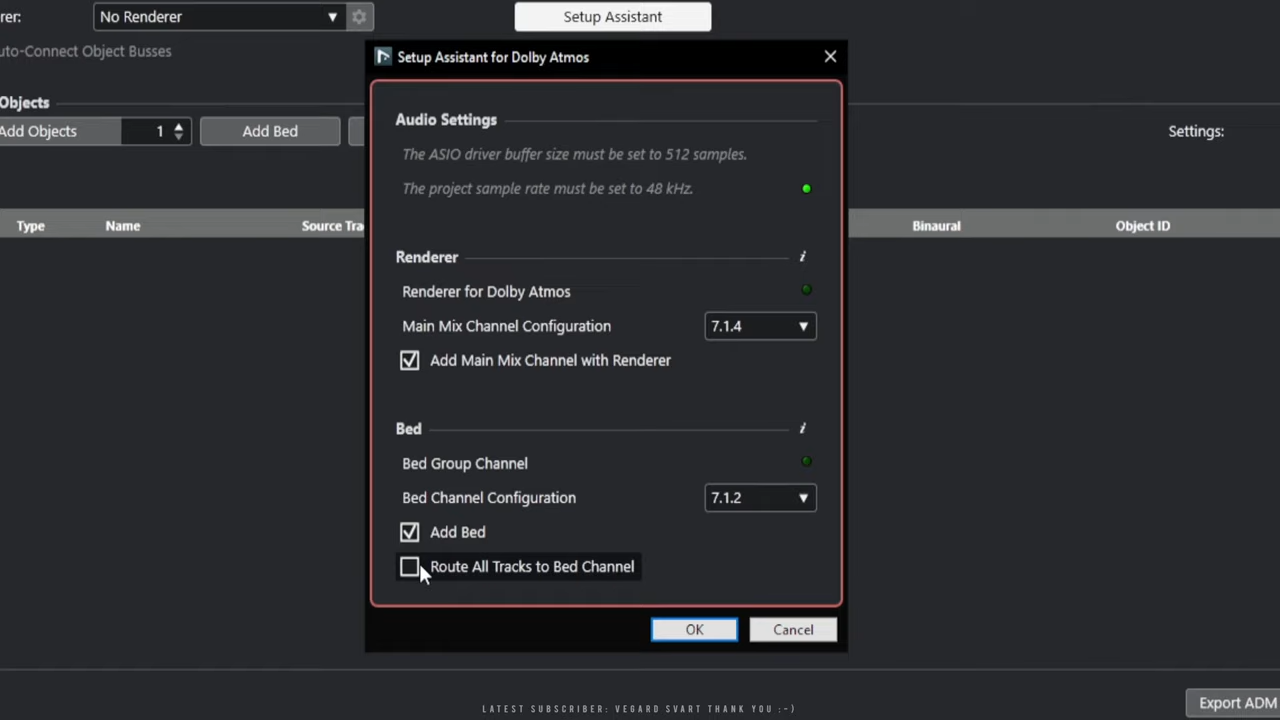 rer:
No Renderer
Setup Assistant
uto-Connect Object Busses
Setup Assistant for Dolby Atmos
Objects
Add Objects
1
Add Bed
Settings:
Audio Settings
The ASIO driver buffer size must be set to 512 samples.
The project sample rate must be set to 48 kHz.
Type
Name
Source Tra
Binaural
Object ID
Renderer
i
Renderer for Dolby Atmos
Main Mix Channel Configuration
7.1.4
Add Main Mix Channel with Renderer
Bed
i
Bed Group Channel
Bed Channel Configuration
7.1.2
Add Bed
Route All Tracks to Bed Channel
OK
Cancel
Export ADM
LATEST SUBSCRIBER: VEGARD SVART THANK YOU :-)